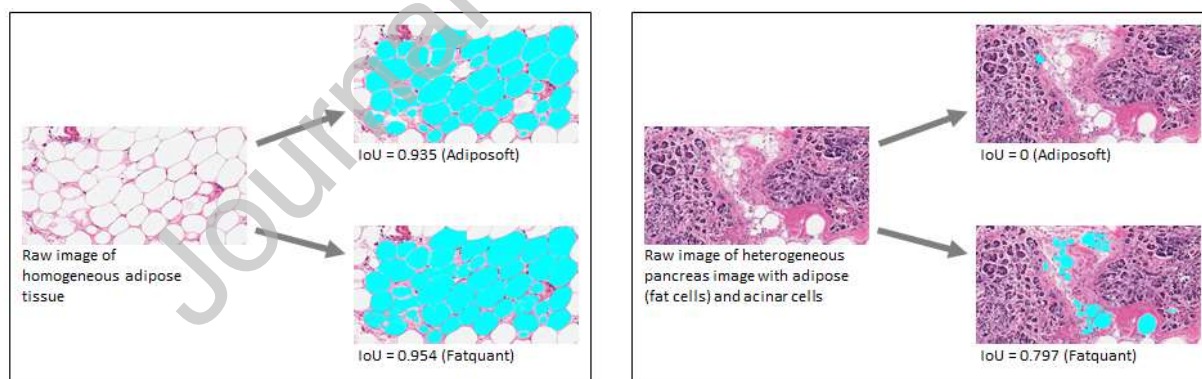 IoU = 0.935 (Adiposoft)
Raw image of
homogeneous adipose
tissue
IoU = 0.954 (Fatquant)
IoU = 0 (Adiposoft)
Raw image of heterogeneous
pancreas image with adipose
(fat cells) and acinar cells
IoU = 0.797 (Fatquant)
Journa